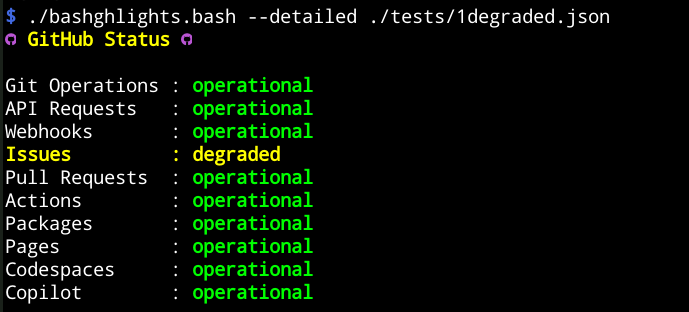 $ ./bashghlights.bash --detailed ./tests/1degraded.json
GitHub Status
Git Operations : operational
API Requests : operational
Webhooks : operational
Issues : degraded
Pull Requests : operational
Actions : operational
Packages : operational
Pages : operational
Codespaces : operational
Copilot : operational